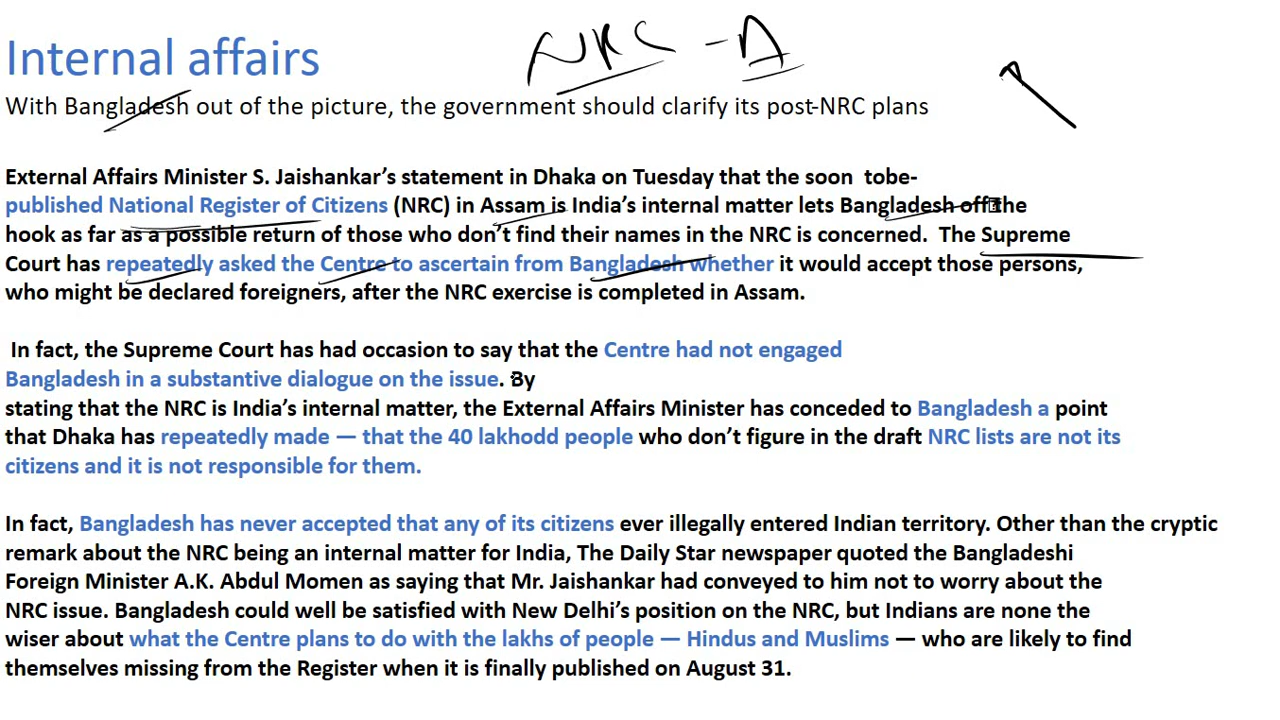 Internal affairs
NRC - A
With Bangladesh out of the picture, the government should clarify its post-NRC plans
External Affairs Minister S. Jaishankar’s statement in Dhaka on Tuesday that the soon tobe-
published National Register of Citizens (NRC) in Assam is India’s internal matter lets Bangladesh off the
hook as far as a possible return of those who don’t find their names in the NRC is concerned. The Supreme
Court has repeatedly asked the Centre to ascertain from Bangladesh whether it would accept those persons,
who might be declared foreigners, after the NRC exercise is completed in Assam.
In fact, the Supreme Court has had occasion to say that the Centre had not engaged
Bangladesh in a substantive dialogue on the issue. By
stating that the NRC is India’s internal matter, the External Affairs Minister has conceded to Bangladesh a point
that Dhaka has repeatedly made — that the 40 lakhodd people who don’t figure in the draft NRC lists are not its
citizens and it is not responsible for them.
In fact, Bangladesh has never accepted that any of its citizens ever illegally entered Indian territory. Other than the cryptic
remark about the NRC being an internal matter for India, The Daily Star newspaper quoted the Bangladeshi
Foreign Minister A.K. Abdul Momen as saying that Mr. Jaishankar had conveyed to him not to worry about the
NRC issue. Bangladesh could well be satisfied with New Delhi’s position on the NRC, but Indians are none the
wiser about what the Centre plans to do with the lakhs of people — Hindus and Muslims — who are likely to find
themselves missing from the Register when it is finally published on August 31.